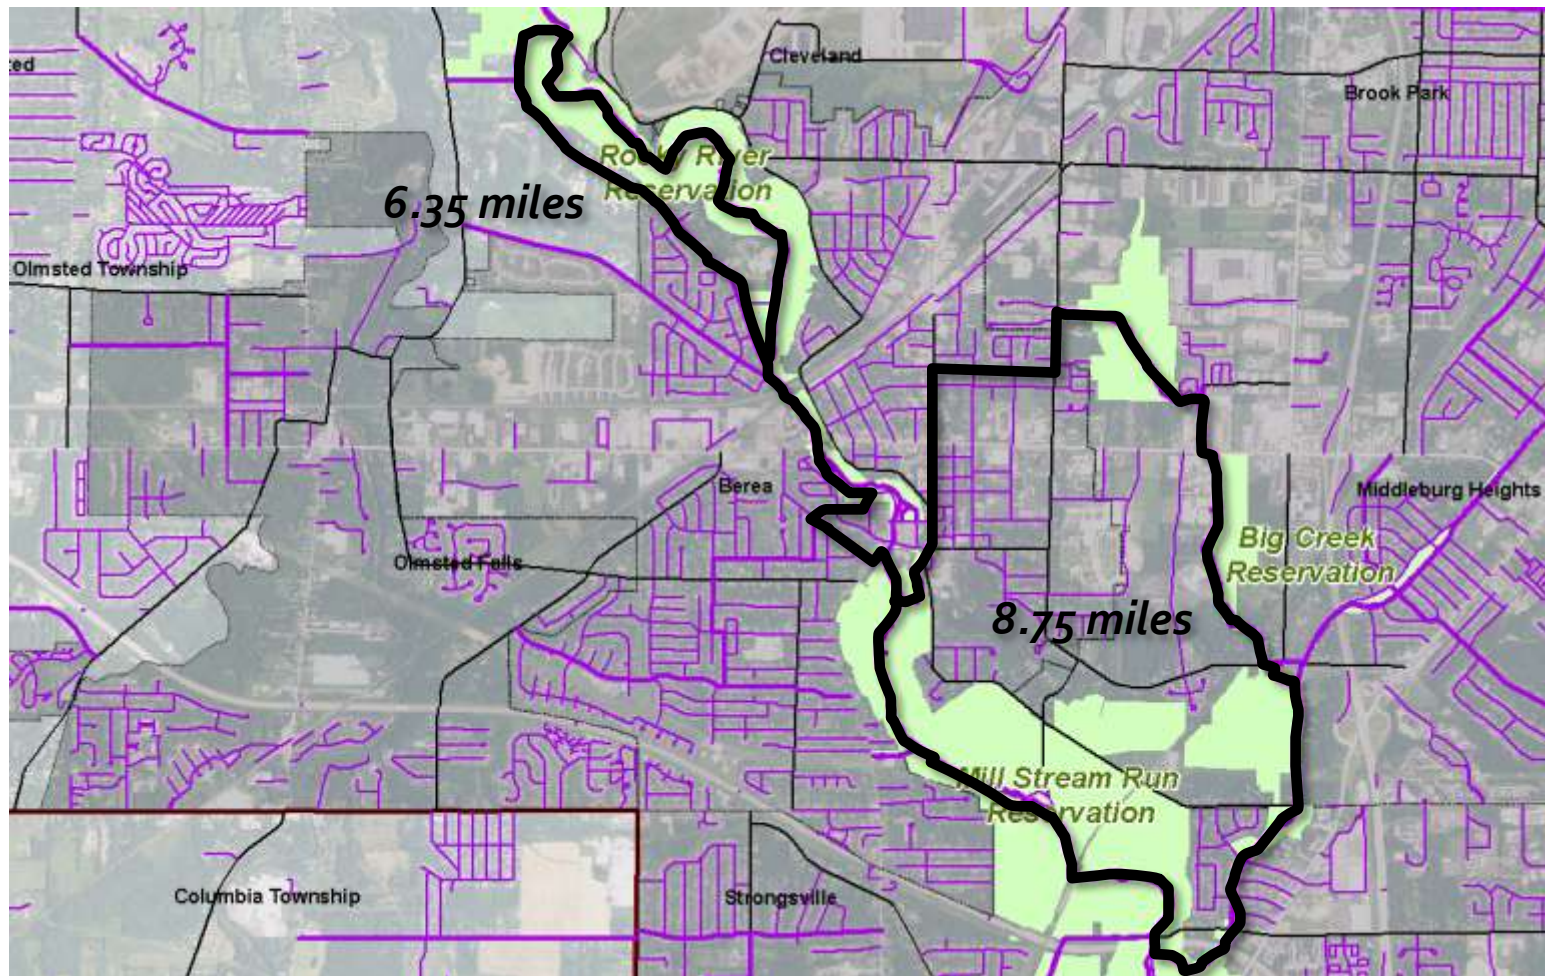 Cleveland
ted
Brook Park
Rocky River
Reservation
6.35 miles
Olmsted Township
Berea
Middleburg Heights
Big Creek
Reservation
Olmsted Falls
8.75 miles
Mill Stream Run
Reservation
Columbia Township
Strongsville